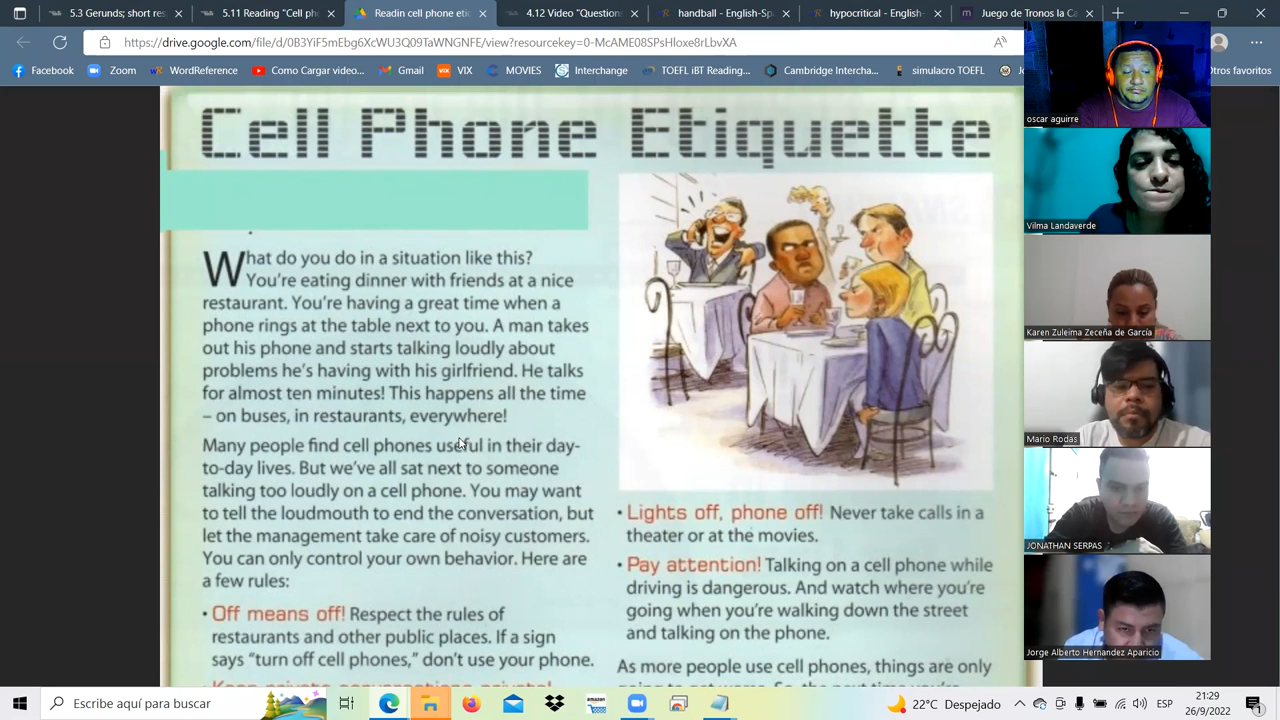 5.3 Gerunds; short res
5.11 Reading "Cell ph
Readin cell phone etic
4.12 Video "Questions
handball - English-Sp
hypocritical - English-
Juego de Tronos la C
https://drive.google.com/file/d/0B3YiF5mEbg6XcWU3Q09TaWNGNFE/view?resourcekey=0-McAME08SPsHloxe8rLbvXA
Facebook
Zoom
WordReference
Como Cargar video...
Gmail
VIX
MOVIES
Interchange
TOEFL iBT Reading...
Cambridge Intercha...
simulacro TOEFL
Otros favoritos
Cell Phone Etiquette
What do you do in a situation like this?
You're eating dinner with friends at a nice
restaurant. You're having a great time when a
phone rings at the table next to you. A man takes
out his phone and starts talking loudly about
problems he's having with his girlfriend. He talks
for almost ten minutes! This happens all the time
– on buses, in restaurants, everywhere!
Many people find cell phones useful in their day-
to-day lives. But we've all sat next to someone
talking too loudly on a cell phone. You may want
to tell the loudmouth to end the conversation, but
let the management take care of noisy customers.
You can only control your own behavior. Here are
a few rules:
• Off means off! Respect the rules of
restaurants and other public places. If a sign
says "turn off cell phones," don't use your phone.
• Lights off, phone off! Never take calls in a
theater or at the movies.
• Pay attention! Talking on a cell phone while
driving is dangerous. And watch where you're
going when you're walking down the street
and talking on the phone.
As more people use cell phones, things are only
oscar aguirre
Vilma Landaverde
Karen Zuleima Zeceña de García
Mario Rodas
JONATHAN SERPAS
Jorge Alberto Hernandez Aparicio
Escribe aquí para buscar
amazon
22°C Despejado
ESP
21:29
26/9/2022
1